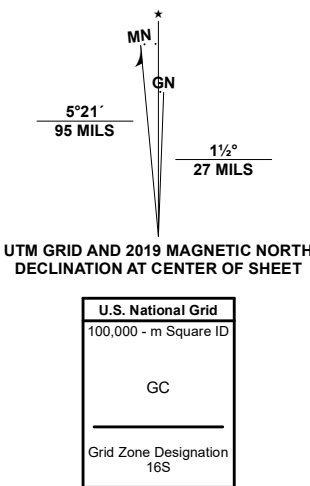 ★
MN
GN
5°21´
95 MILS
1½°
27 MILS
UTM GRID AND 2019 MAGNETIC NORTH
DECLINATION AT CENTER OF SHEET
U.S. National Grid
100,000 - m Square ID
GC
Grid Zone Designation
16S